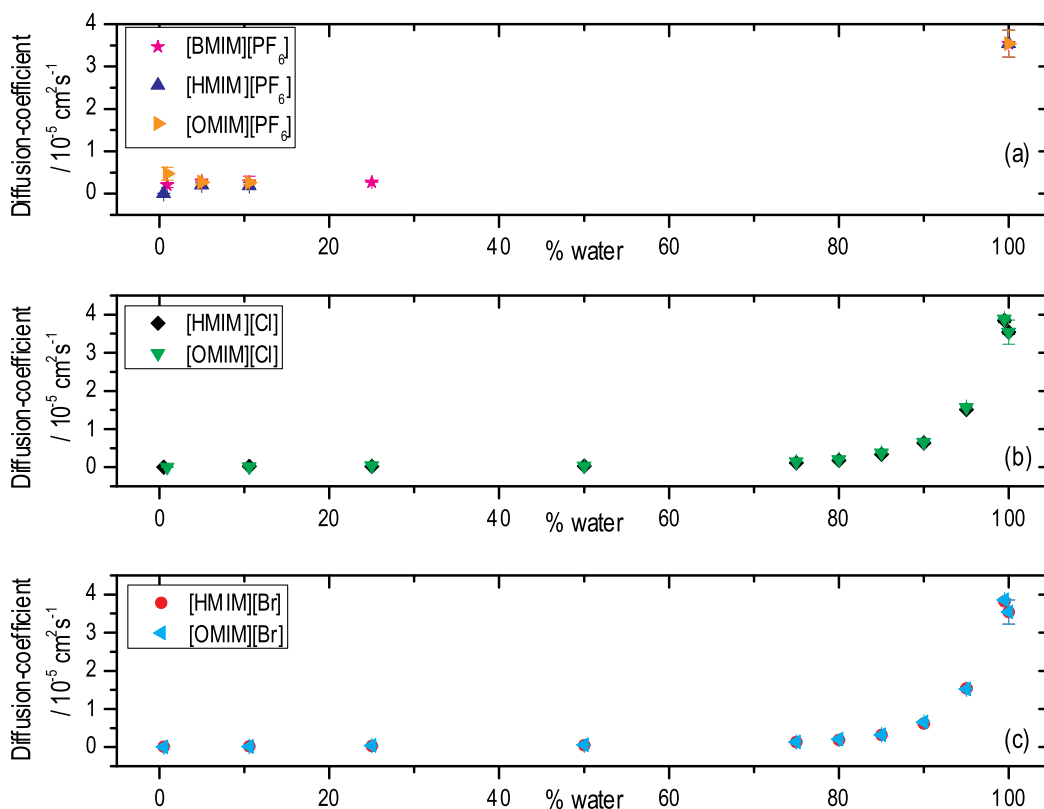 4
3
2
1
0
Diffusion-coefficient
/ 10⁻⁵ cm²s⁻¹
[BMIM][PF₆]
[HMIM][PF₆]
[OMIM][PF₆]
(a)
0 20 40 60 80 100
% water
4
3
2
1
0
Diffusion-coefficient
/ 10⁻⁵ cm²s⁻¹
[HMIM][Cl]
[OMIM][Cl]
(b)
0 20 40 60 80 100
% water
4
3
2
1
0
Diffusion-coefficient
/ 10⁻⁵ cm²s⁻¹
[HMIM][Br]
[OMIM][Br]
(c)
0 20 40 60 80 100
% water